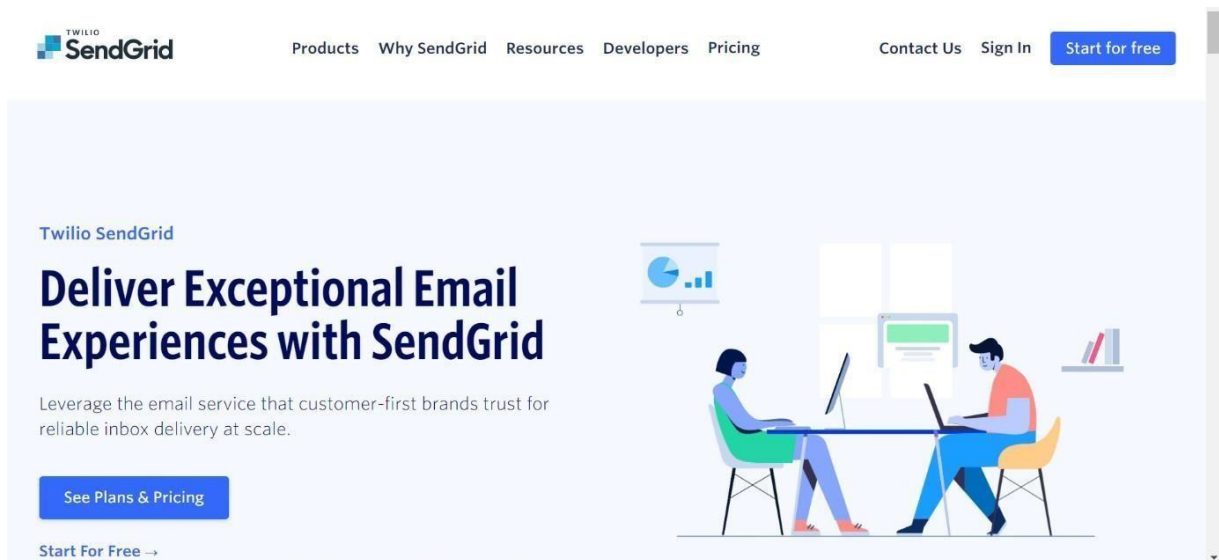 TWILIO
SendGrid
Products Why SendGrid Resources Developers Pricing Contact Us Sign In Start for free
Twilio SendGrid
Deliver Exceptional Email
Experiences with SendGrid
Leverage the email service that customer-first brands trust for
reliable inbox delivery at scale.
See Plans & Pricing
Start For Free →